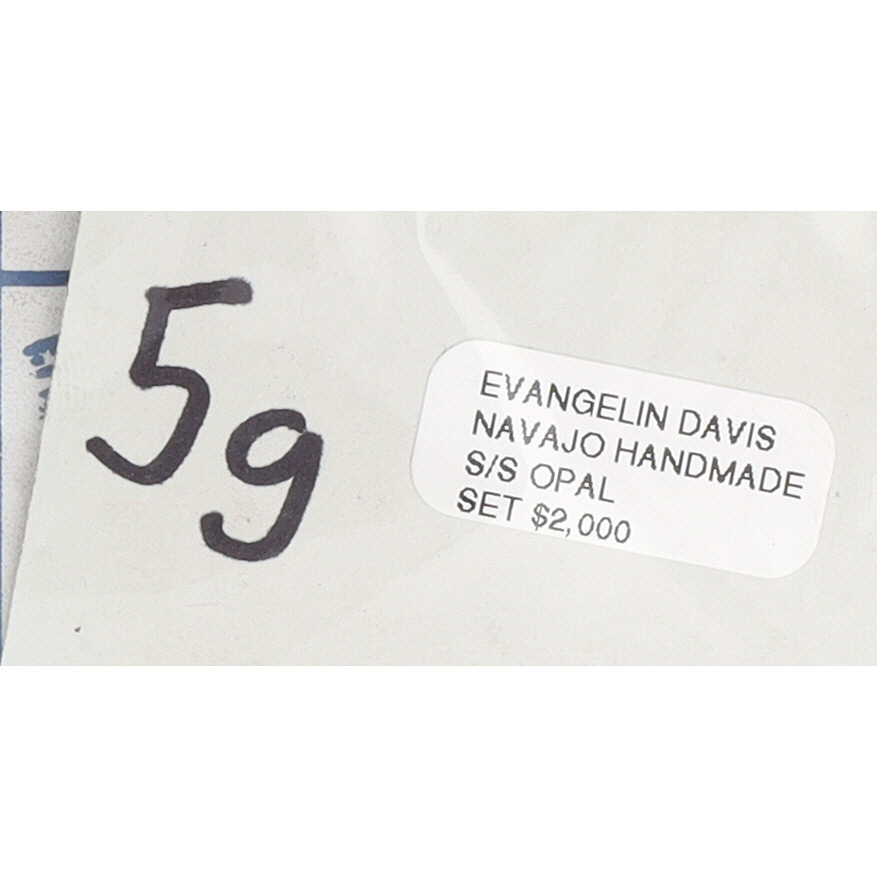 5g
EVANGELIN DAVIS
NAVAJO HANDMADE
S/S OPAL
SET $2,000